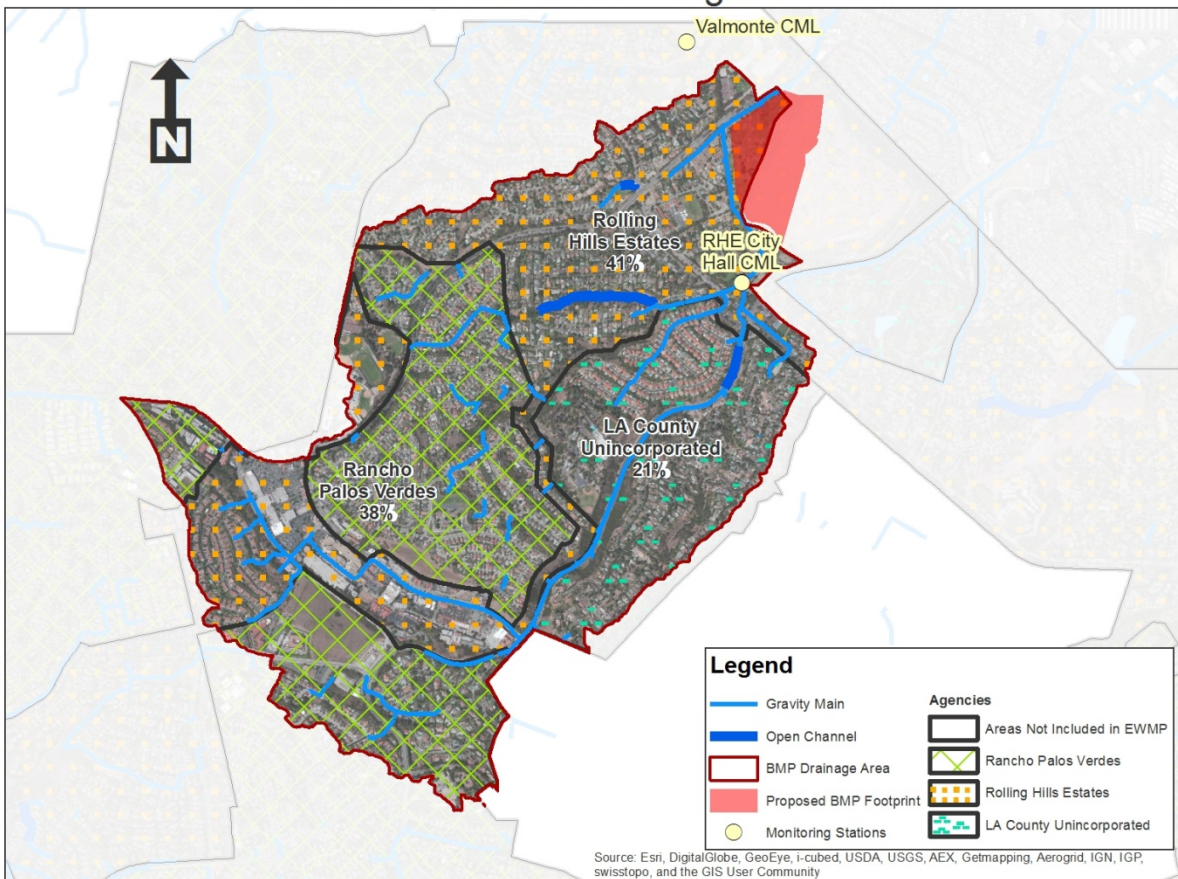 Valmonte CML
N
Rolling
Hills Estates
41%
RHE City
Hall CML
LA County
Unincorporated
21%
Rancho
Palos Verdes
38%
Legend
Gravity Main
Open Channel
BMP Drainage Area
Proposed BMP Footprint
Monitoring Stations
Agencies
Areas Not Included in EWMP
Rancho Palos Verdes
Rolling Hills Estates
LA County Unincorporated
Source: Esri, DigitalGlobe, GeoEye, i-cubed, USDA, USGS, AEX, Getmapping, Aerogrid, IGN, IGP,
swisstopo, and the GIS User Community